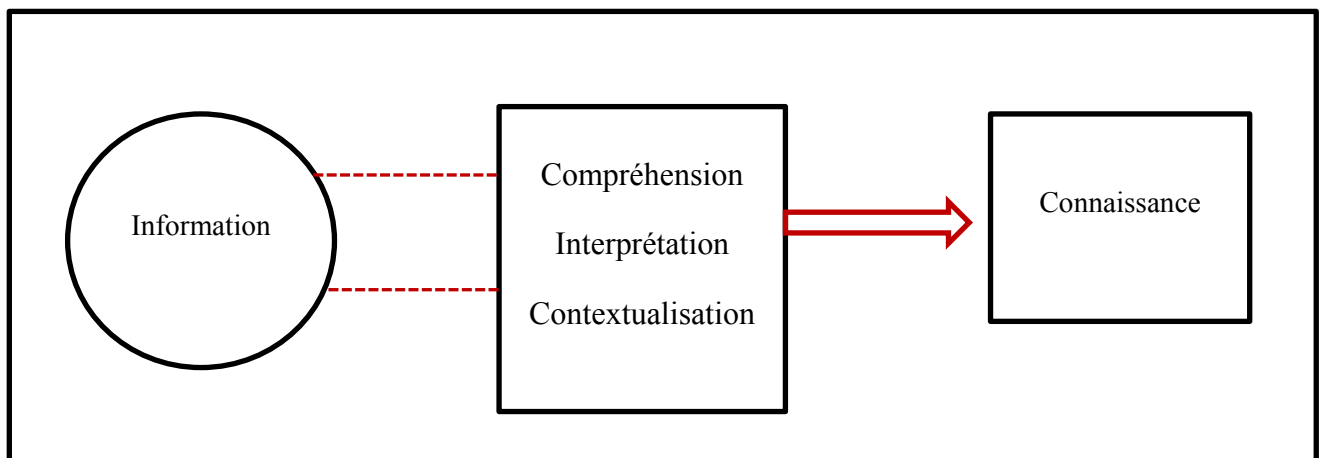 Information
Compréhension
Interprétation
Contextualisation
Connaissance